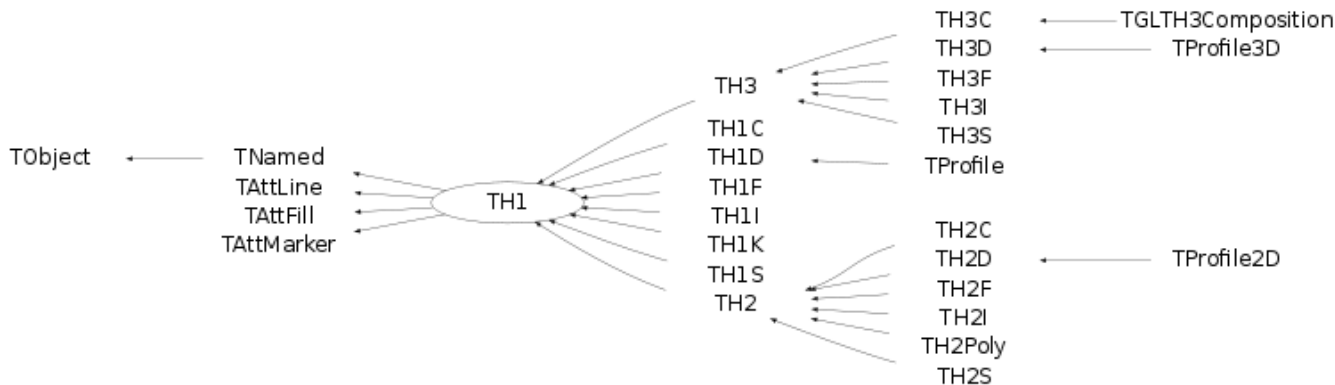 TObject
TNamed
TAttLine
TAttFill
TAttMarker
TH1
TH3
TH1C
TH1D
TH1F
TH1I
TH1K
TH1S
TH2
TH3C
TH3D
TH3F
TH3I
TH3S
TProfile
TH2C
TH2D
TH2F
TH2I
TH2Poly
TH2S
TGLTH3Composition
TProfile3D
TProfile2D